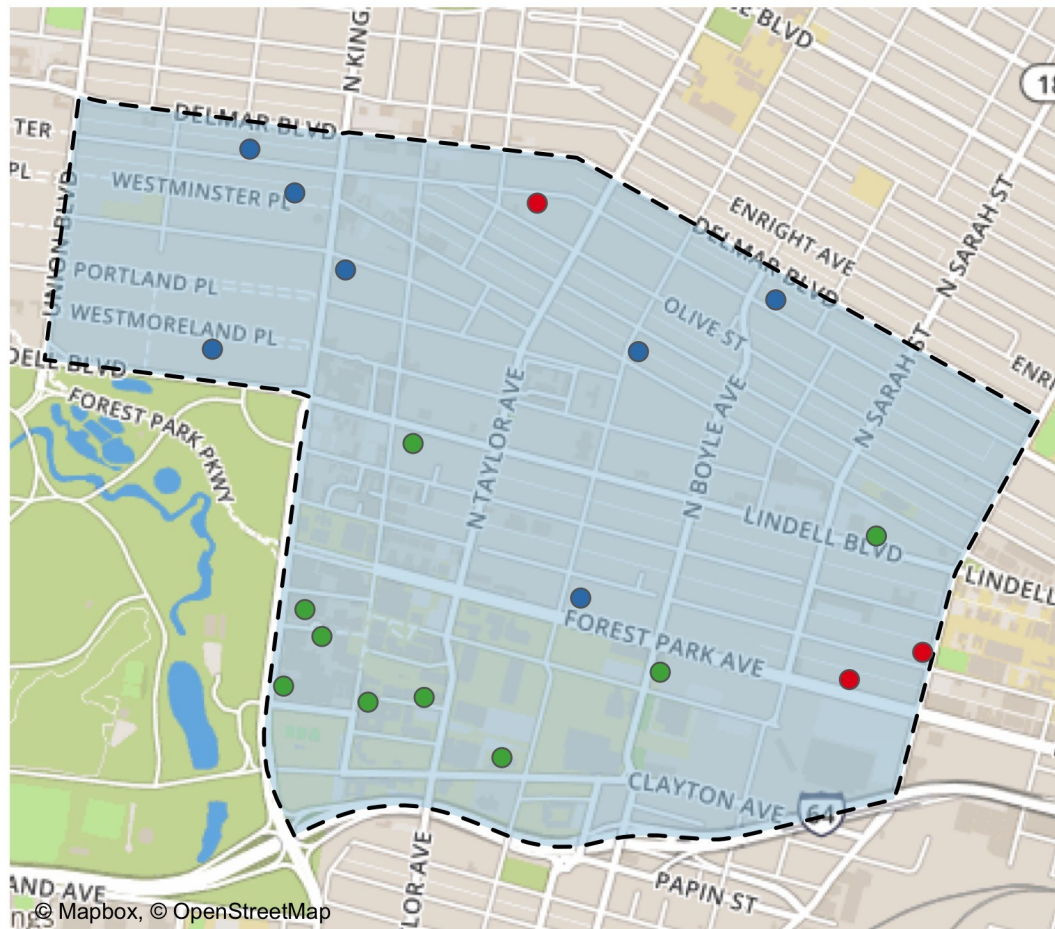 BLVD
N KING
DELMAR BLVD
TER
PL
WESTMINSTER PL
UNION BLVD
PORTLAND PL
WESTMORELAND PL
BLVD
FOREST PARK PKWY
ENRIGHT AVE
DELMAR BLVD
N SARAH ST
18
OLIVE ST
N SARAH ST
ENRI
N TAYLOR AVE
N BOYLE AVE
LINDELL BLVD
LINDELL
FOREST PARK AVE
CLAYTON AVE
64
LOR AVE
PAPIN ST
AND AVE
© Mapbox, © OpenStreetMap